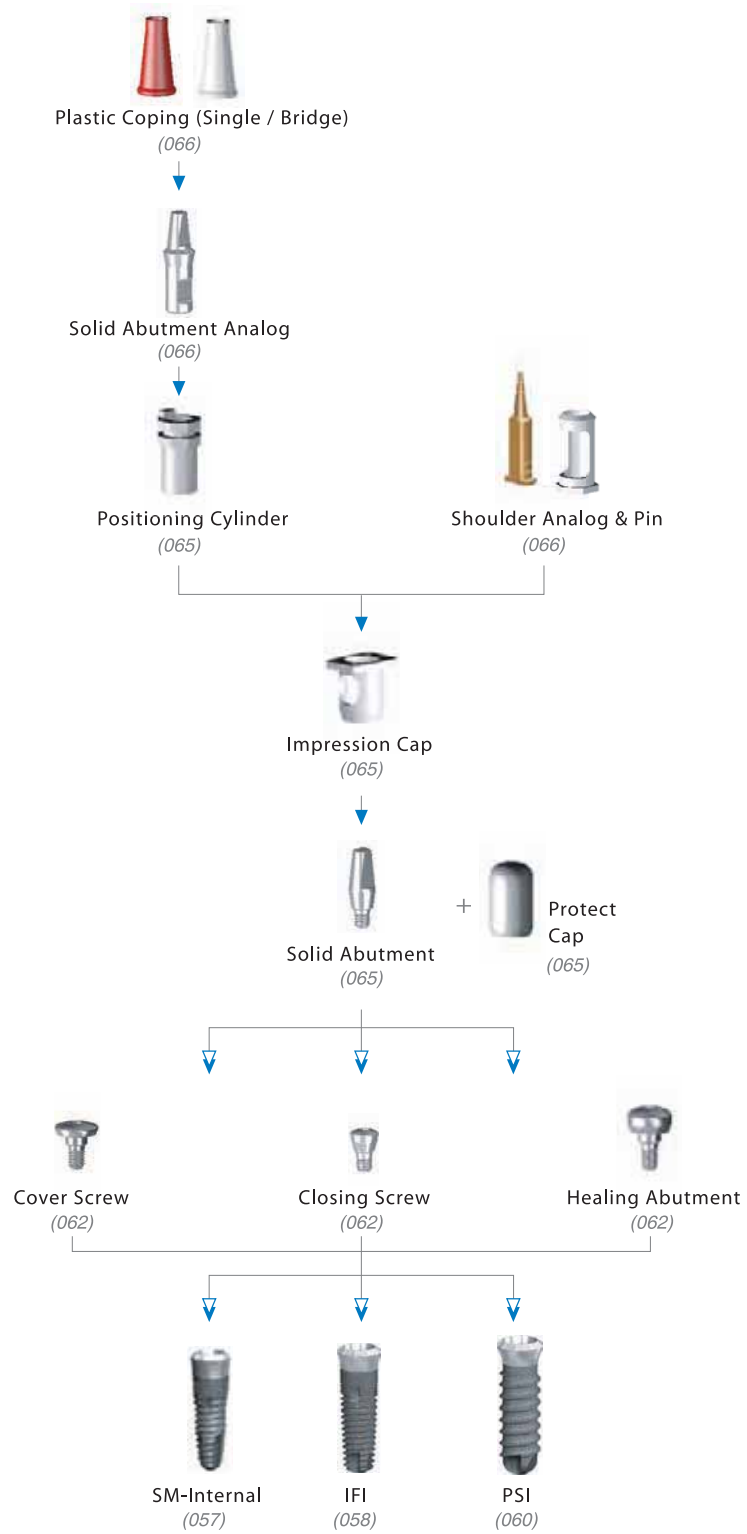 Plastic Coping (Single / Bridge)
(066)
Solid Abutment Analog
(066)
Positioning Cylinder
(065)
Shoulder Analog & Pin
(066)
Impression Cap
(065)
Solid Abutment
(065)
+
Protect
Cap
(065)
Cover Screw
(062)
Closing Screw
(062)
Healing Abutment
(062)
SM-Internal
(057)
IFI
(058)
PSI
(060)